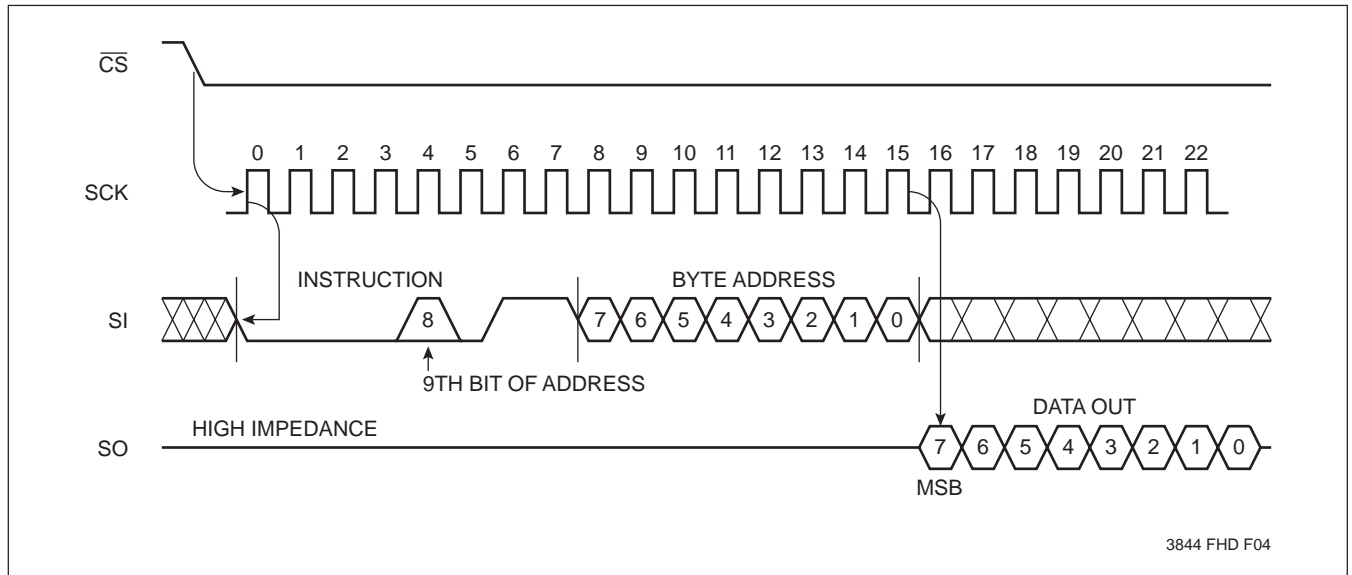 CS
0 1 2 3 4 5 6 7 8 9 10 11 12 13 14 15 16 17 18 19 20 21 22
SCK
INSTRUCTION
BYTE ADDRESS
SI
8
7 6 5 4 3 2 1 0
9TH BIT OF ADDRESS
DATA OUT
HIGH IMPEDANCE
SO
7 6 5 4 3 2 1 0
MSB
3844 FHD F04